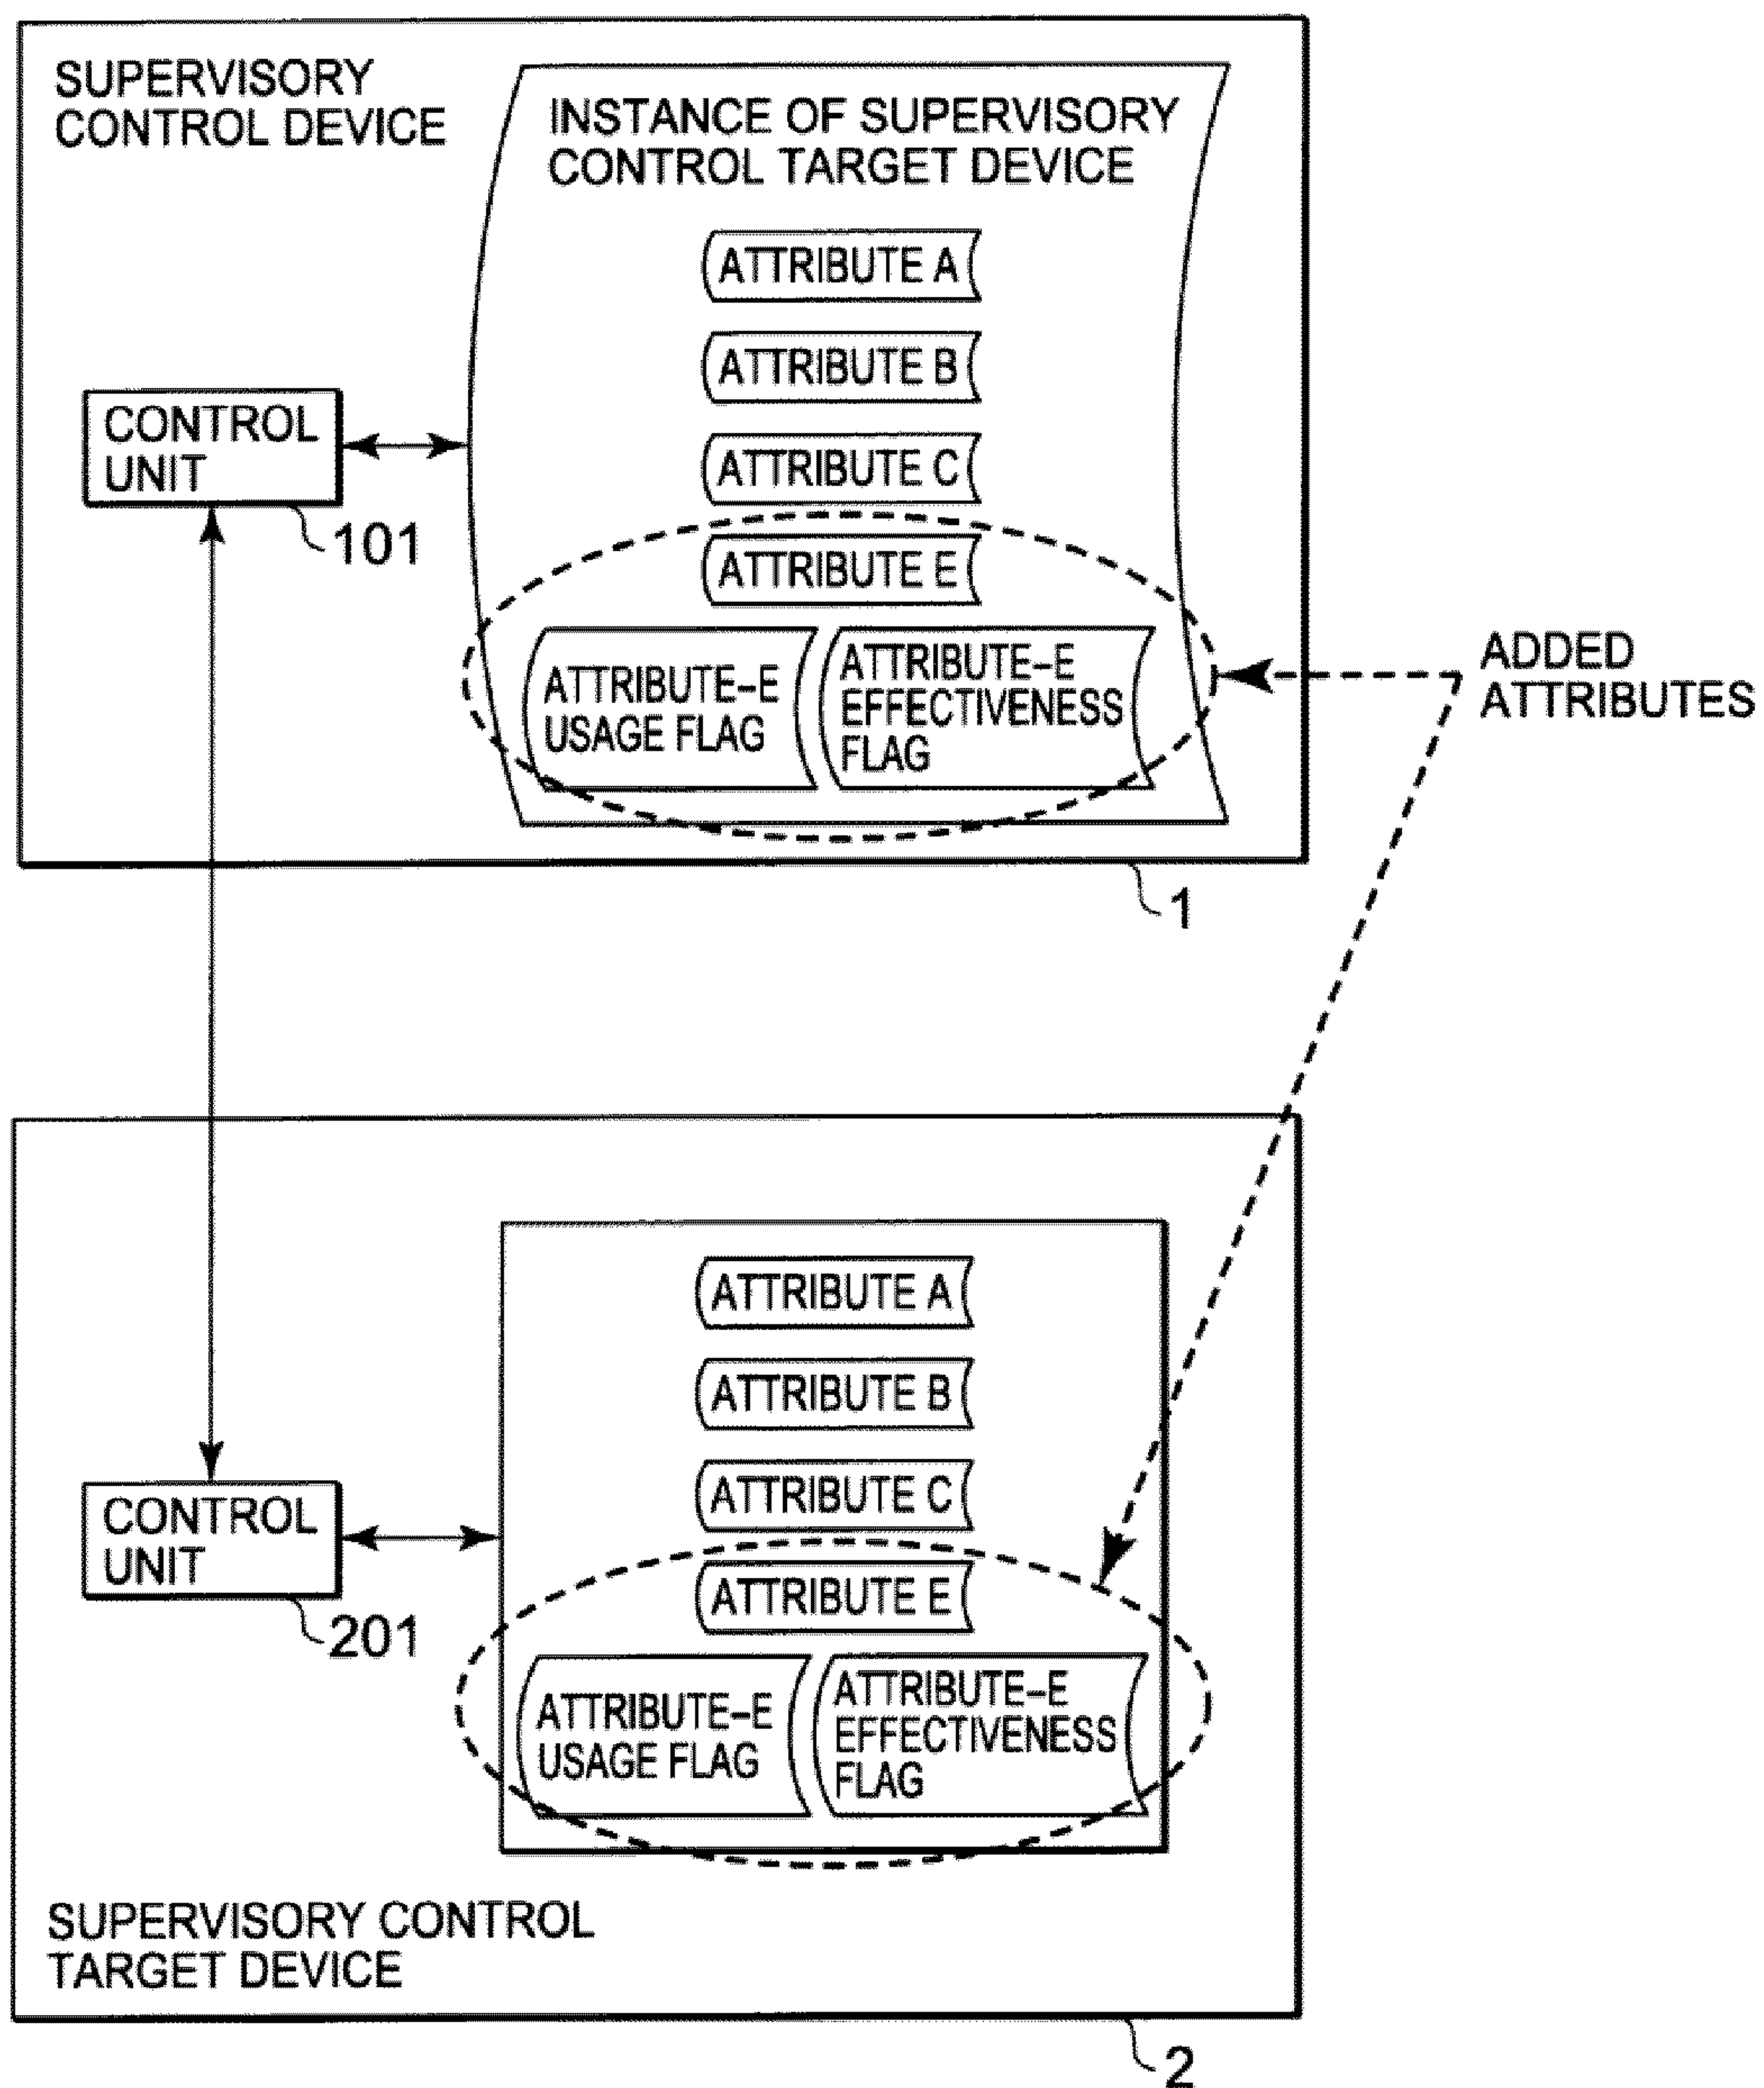 SUPERVISORY
CONTROL DEVICE
INSTANCE OF SUPERVISORY
CONTROL TARGET DEVICE
ATTRIBUTE A
ATTRIBUTE B
CONTROL
UNIT
101
ATTRIBUTE C
ATTRIBUTE E
ATTRIBUTE–E
USAGE FLAG
ATTRIBUTE–E
EFFECTIVENESS
FLAG
ADDED
ATTRIBUTES
1
ATTRIBUTE A
ATTRIBUTE B
ATTRIBUTE C
CONTROL
UNIT
201
ATTRIBUTE E
ATTRIBUTE–E
USAGE FLAG
ATTRIBUTE–E
EFFECTIVENESS
FLAG
SUPERVISORY CONTROL
TARGET DEVICE
2